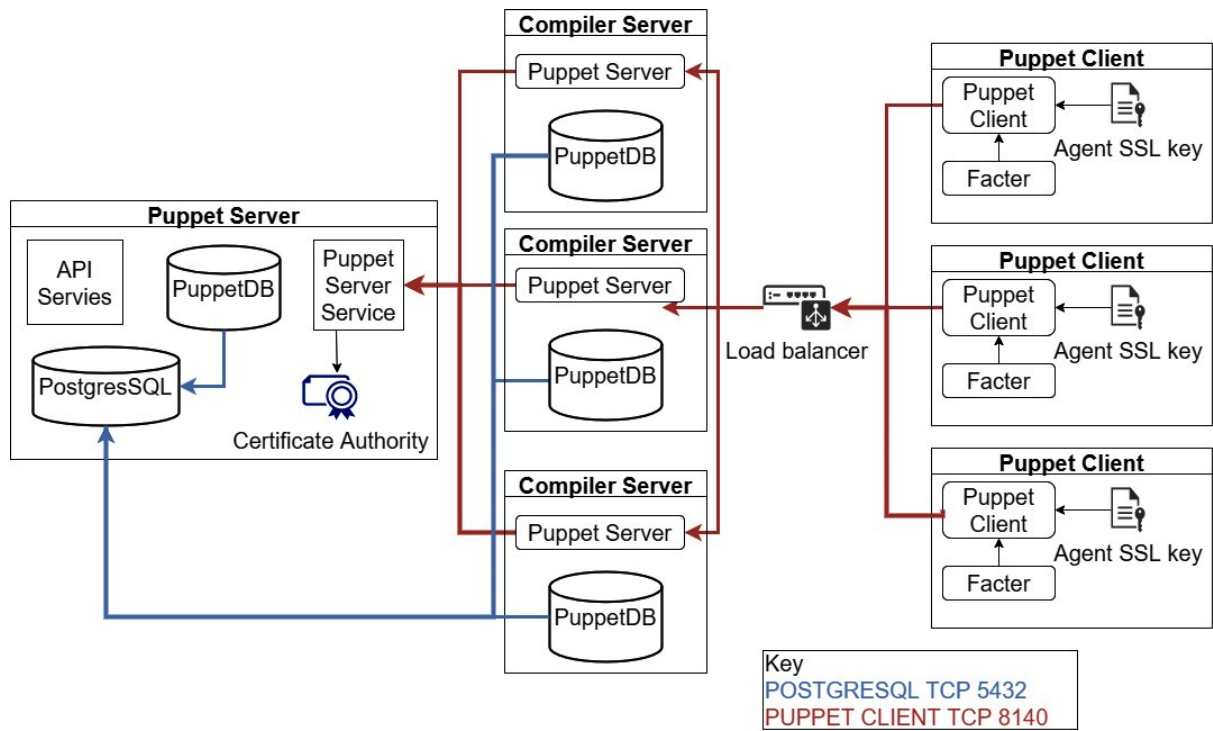 Puppet Server
API
Servies
PuppetDB
Puppet
Server
Service
PostgresSQL
Certificate Authority
Compiler Server
Puppet Server
PuppetDB
Compiler Server
Puppet Server
PuppetDB
Compiler Server
Puppet Server
PuppetDB
Load balancer
Puppet Client
Puppet
Client
Agent SSL key
Facter
Puppet Client
Puppet
Client
Agent SSL key
Facter
Puppet Client
Puppet
Client
Agent SSL key
Facter
Key
POSTGRESQL TCP 5432
PUPPET CLIENT TCP 8140